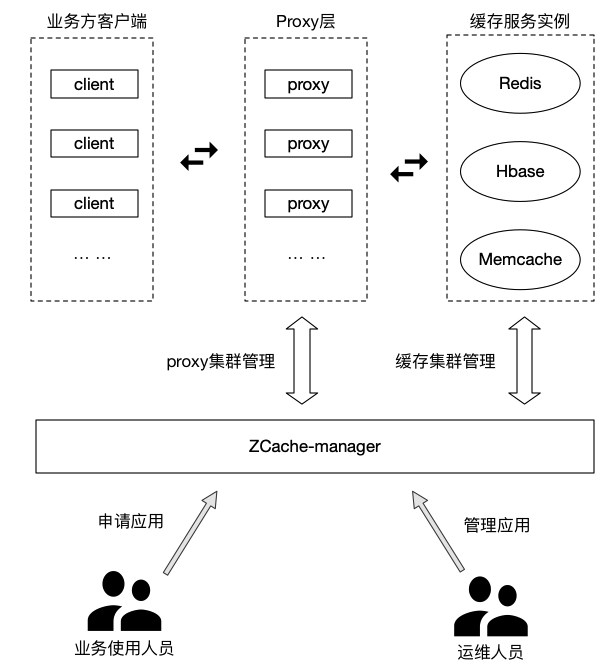 业务方客户端
Proxy层
缓存服务实例
client
proxy
Redis
client
proxy
Hbase
client
proxy
Memcache
... ...
... ...
proxy集群管理
缓存集群管理
ZCache-manager
申请应用
管理应用
业务使用人员
运维人员